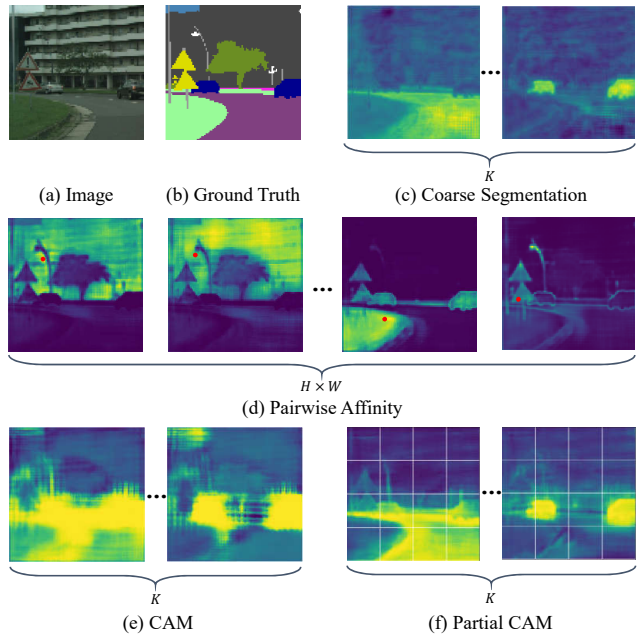 ...
K
(a) Image
(b) Ground Truth
(c) Coarse Segmentation
...
H × W
(d) Pairwise Affinity
...
...
K
K
(e) CAM
(f) Partial CAM